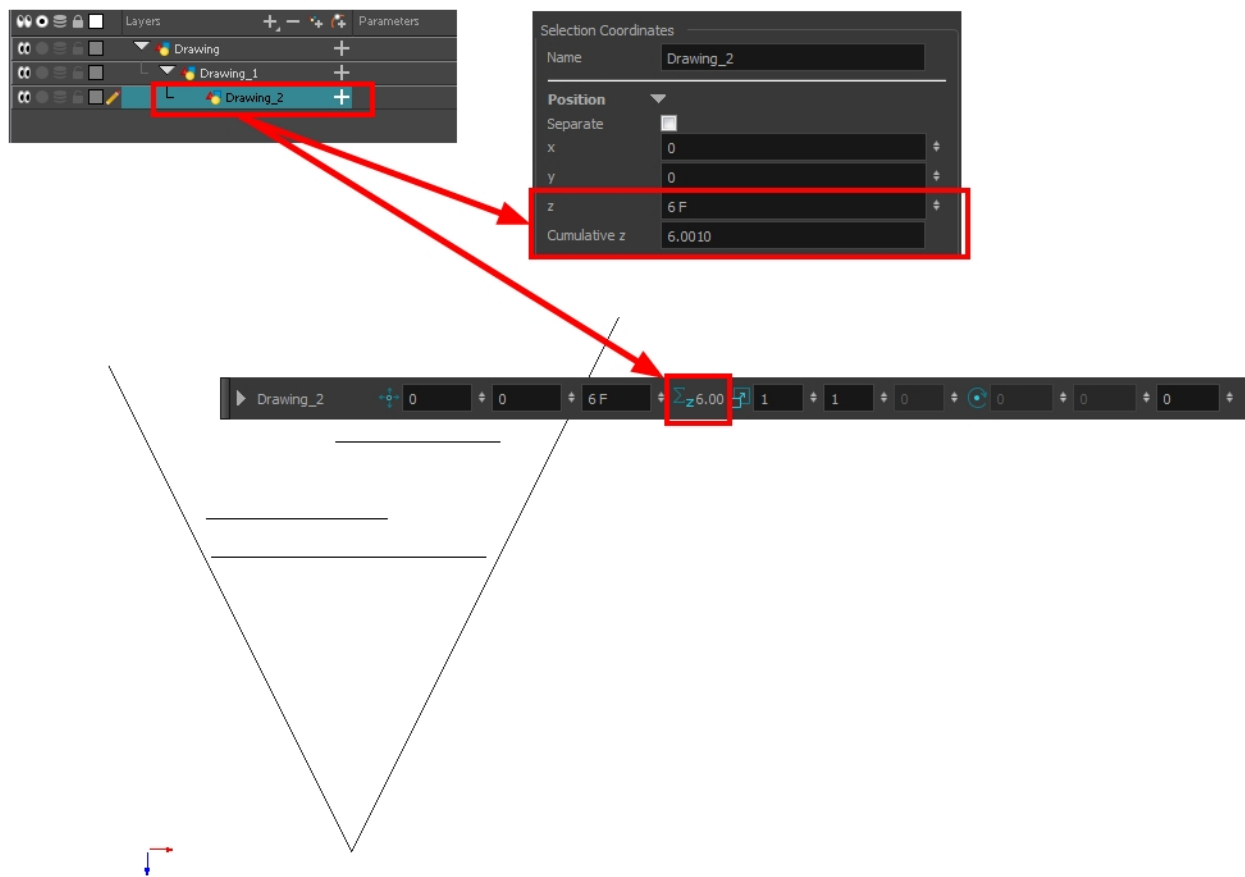 Layers Parameters
Drawing
Drawing_1
Drawing_2
Selection Coordinates
Name Drawing_2
Position
Separate
x 0
y 0
z 6 F
Cumulative z 6.0010
Drawing_2 0 0 6 F Σz 6.00 1 1 0 0 0 0